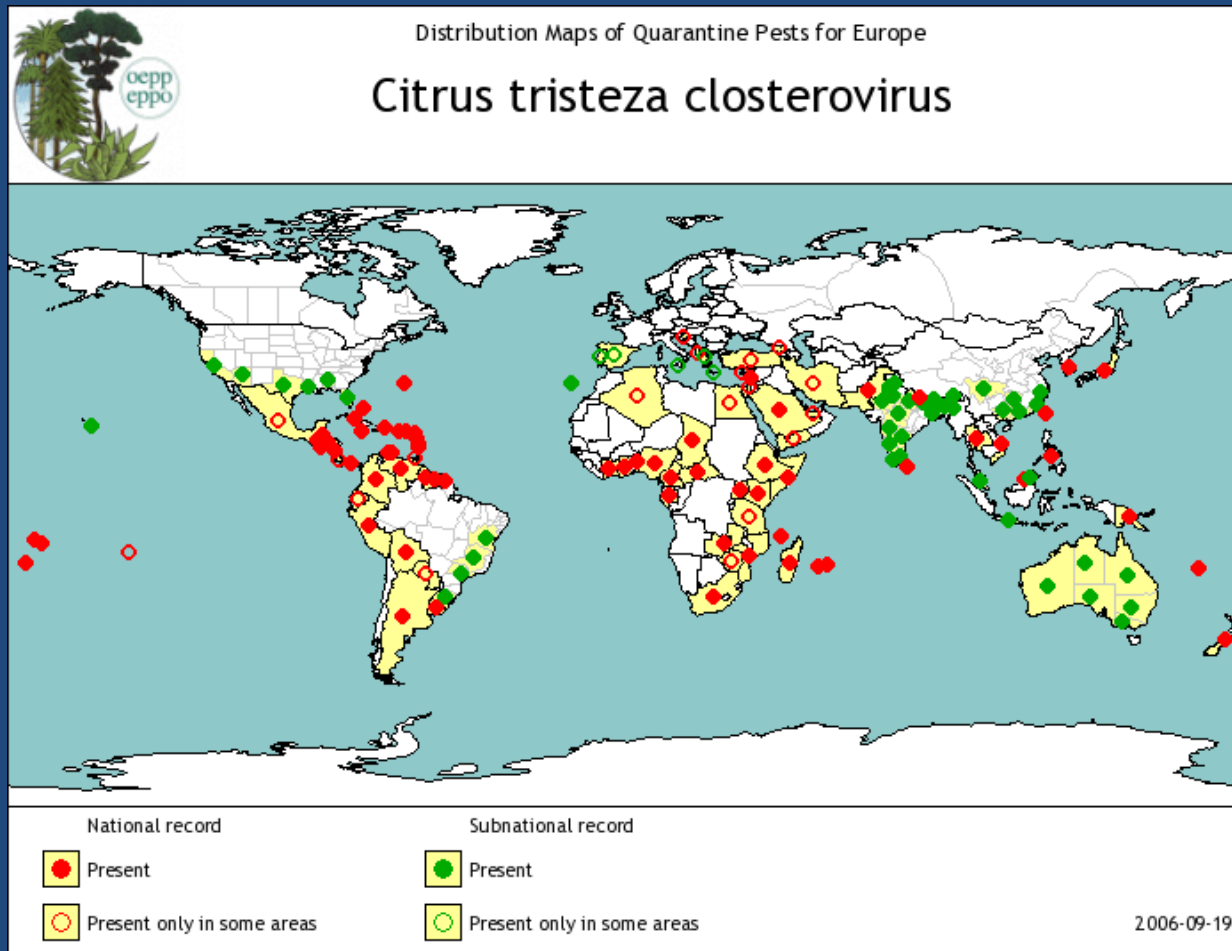 oepp
eppo
Distribution Maps of Quarantine Pests for Europe
Citrus tristeza closterovirus
National record
Subnational record
Present
Present
Present only in some areas
Present only in some areas
2006-09-19